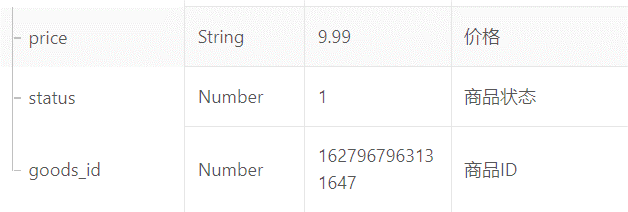 price String 9.99 价格
status Number 1 商品状态
goods_id Number 162796796313 商品ID
1647